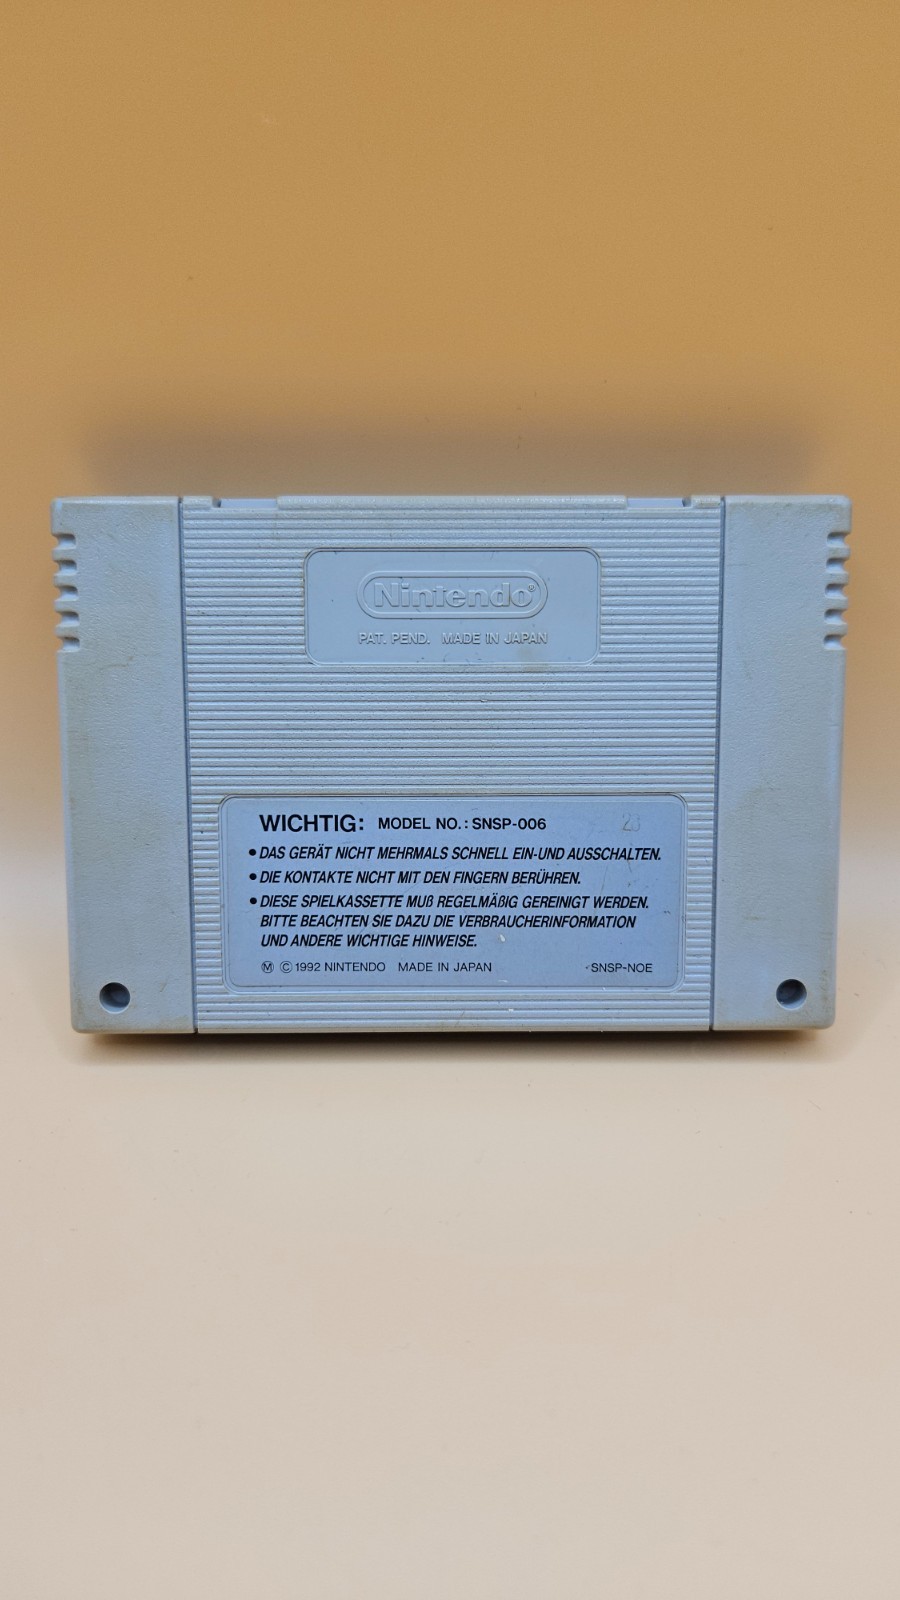 Nintendo®
PAT. PEND. MADE IN JAPAN
WICHTIG: MODEL NO.: SNSP-006 23
• DAS GERÄT NICHT MEHRMALS SCHNELL EIN-UND AUSSCHALTEN.
• DIE KONTAKTE NICHT MIT DEN FINGERN BERÜHREN.
• DIESE SPIELKASSETTE MUß REGELMÄßIG GEREINIGT WERDEN.
BITTE BEACHTEN SIE DAZU DIE VERBRAUCHERINFORMATION
UND ANDERE WICHTIGE HINWEISE.
Ⓜ © 1992 NINTENDO MADE IN JAPAN SNSP-NOE